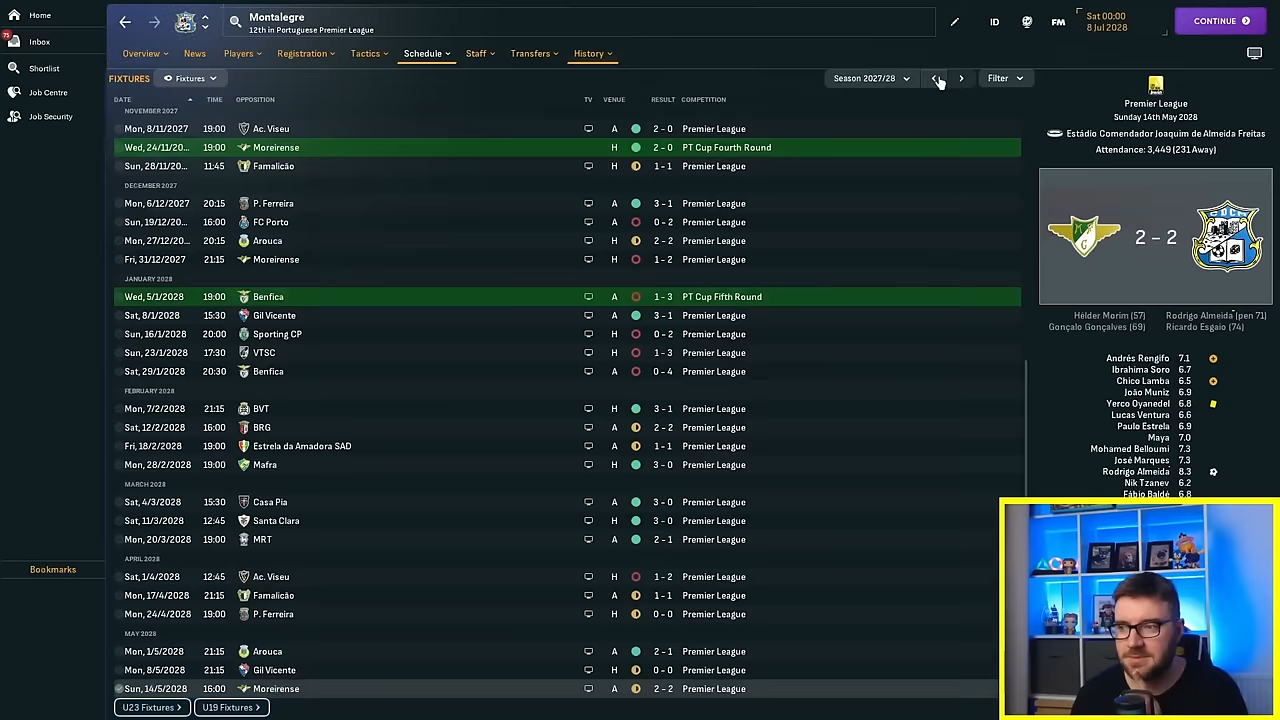 Home
75
Inbox
Shortlist
Job Centre
Job Security
Bookmarks
Montalegre
12th in Portuguese Premier League
ID
FM
Sat 00:00
8 Jul 2028
CONTINUE
Overview
News
Players
Registration
Tactics
Schedule
Staff
Transfers
History
FIXTURES
Fixtures
Season 2027/28
Filter
DATE TIME OPPOSITION TV VENUE RESULT COMPETITION
NOVEMBER 2027
Mon, 8/11/2027 19:00 Ac. Viseu A 2 - 0 Premier League
Wed, 24/11/20... 19:00 Moreirense H 2 - 0 PT Cup Fourth Round
Sun, 28/11/20... 11:45 Famalicão H 1 - 1 Premier League
DECEMBER 2027
Mon, 6/12/2027 20:15 P. Ferreira A 3 - 1 Premier League
Sun, 19/12/20... 16:00 FC Porto A 0 - 2 Premier League
Mon, 27/12/20... 20:15 Arouca H 2 - 2 Premier League
Fri, 31/12/2027 21:15 Moreirense H 1 - 2 Premier League
JANUARY 2028
Wed, 5/1/2028 19:00 Benfica A 1 - 3 PT Cup Fifth Round
Sat, 8/1/2028 15:30 Gil Vicente A 3 - 1 Premier League
Sun, 16/1/2028 20:00 Sporting CP H 0 - 2 Premier League
Sun, 23/1/2028 17:30 VTSC H 1 - 3 Premier League
Sat, 29/1/2028 20:30 Benfica A 0 - 4 Premier League
FEBRUARY 2028
Mon, 7/2/2028 21:15 BVT H 3 - 1 Premier League
Sat, 12/2/2028 16:00 BRG A 2 - 2 Premier League
Fri, 18/2/2028 19:00 Estrela da Amadora SAD A 1 - 1 Premier League
Mon, 28/2/2028 19:00 Mafra H 3 - 0 Premier League
MARCH 2028
Sat, 4/3/2028 15:30 Casa Pia A 3 - 0 Premier League
Sat, 11/3/2028 12:45 Santa Clara H 3 - 0 Premier League
Mon, 20/3/2028 19:00 MRT A 2 - 1 Premier League
APRIL 2028
Sat, 1/4/2028 12:45 Ac. Viseu H 1 - 2 Premier League
Mon, 17/4/2028 21:15 Famalicão A 1 - 1 Premier League
Mon, 24/4/2028 19:00 P. Ferreira H 0 - 0 Premier League
MAY 2028
Mon, 1/5/2028 21:15 Arouca A 2 - 1 Premier League
Mon, 8/5/2028 21:15 Gil Vicente H 0 - 0 Premier League
Sun, 14/5/2028 16:00 Moreirense A 2 - 2 Premier League
U23 Fixtures
U19 Fixtures
Premier League
Sunday 14th May 2028
Estádio Comendador Joaquim de Almeida Freitas
Attendance: 3,449 (231 Away)
2 - 2
Hélder Morim (57) Rodrigo Almeida (pen 71)
Gonçalo Gonçalves (69) Ricardo Esgaio (74)
Andrés Rengifo 7.1
Ibrahima Soro 6.7
Chico Lamba 6.5
João Muniz 6.9
Yerco Oyanedel 6.8
Lucas Ventura 6.6
Paulo Estrela 6.9
Maya 7.0
Mohamed Belloumi 7.3
José Marques 7.3
Rodrigo Almeida 8.3
Nik Tzanev 6.2
Fábio Baldé 6.8